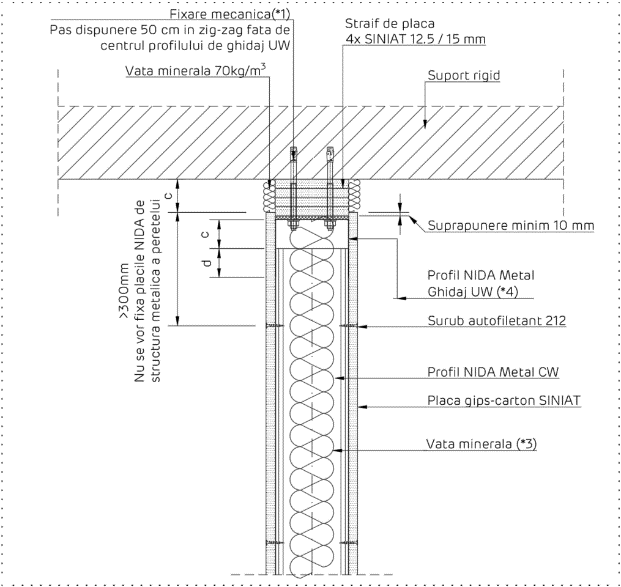 Fixare mecanica(*1)
Pas dispunere 50 cm in zig-zag fata de
centrul profilului de ghidaj UW
Straif de placa
4x SINIAT 12.5 / 15 mm
Vata minerala 70kg/m³
Suport rigid
c
Suprapunere minim 10 mm
c
d
>300mm
Nu se vor fixa placile NIDA de
structura metalica a peretelui
Profil NIDA Metal
Ghidaj UW (*4)
Surub autofiletant 212
Profil NIDA Metal CW
Placa gips-carton SINIAT
Vata minerala (*3)